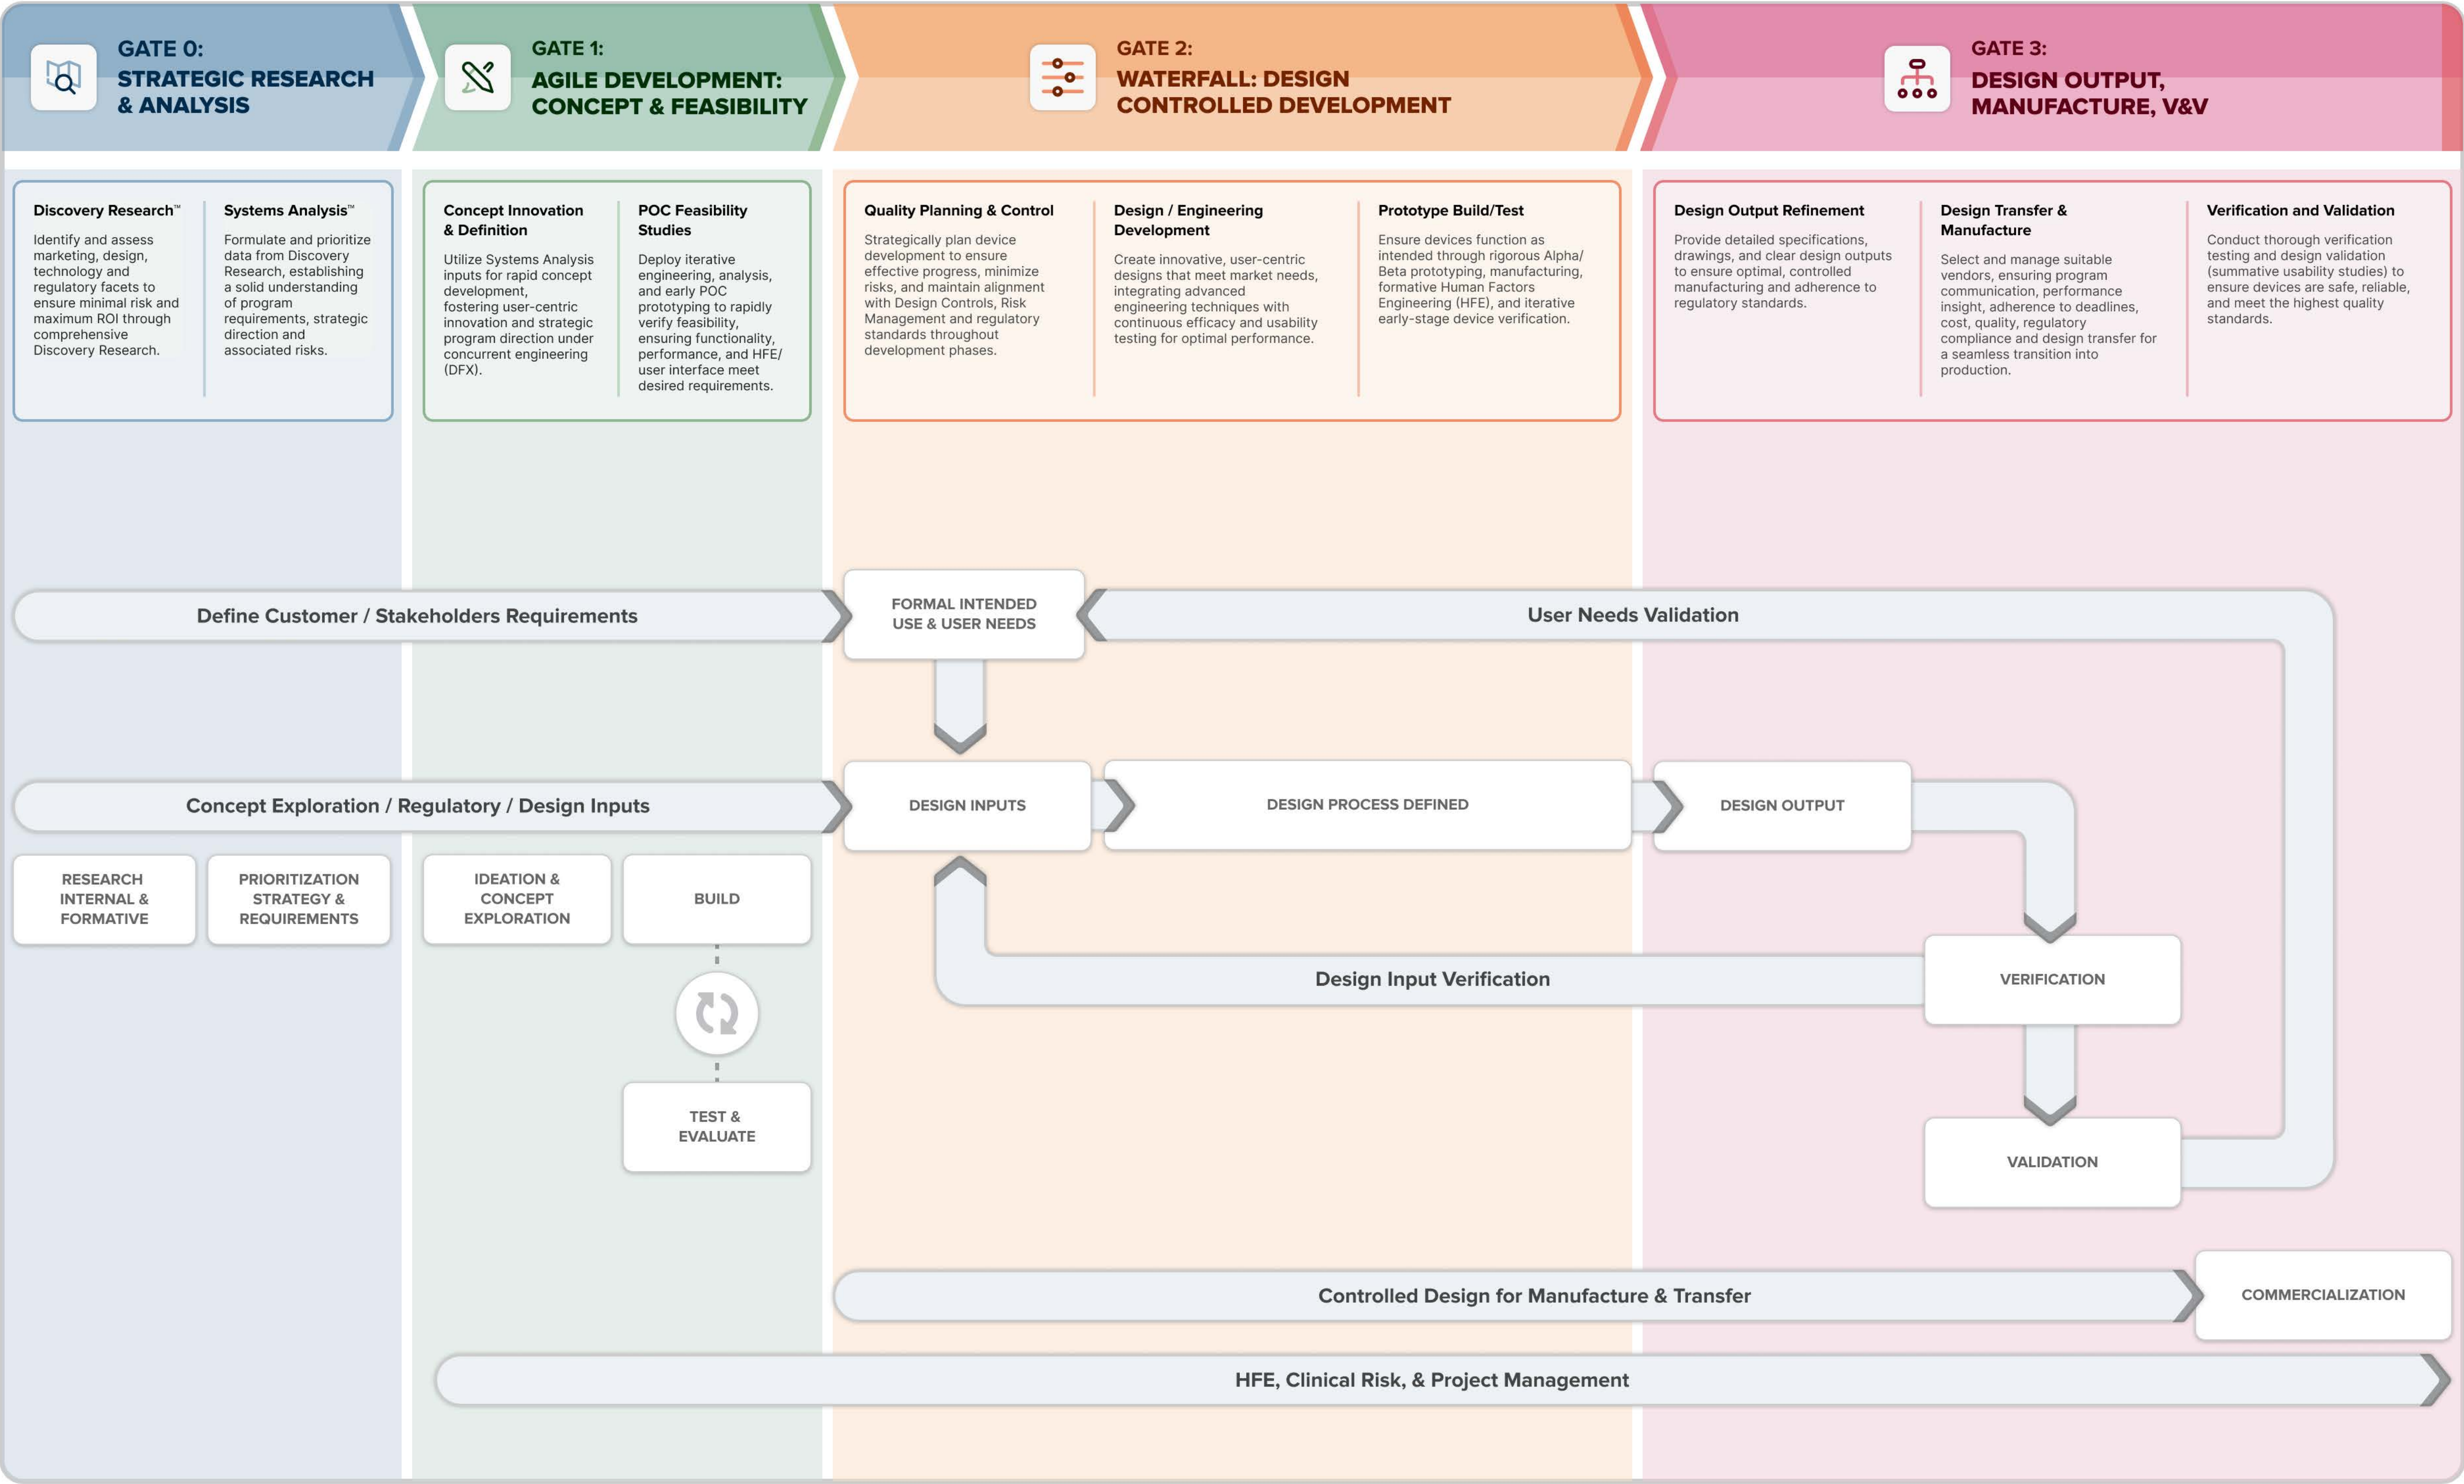 GATE 0:
STRATEGIC RESEARCH
& ANALYSIS
GATE 1:
AGILE DEVELOPMENT:
CONCEPT & FEASIBILITY
GATE 2:
WATERFALL: DESIGN
CONTROLLED DEVELOPMENT
GATE 3:
DESIGN OUTPUT,
MANUFACTURE, V&V
Discovery Research™
Identify and assess
marketing, design,
technology and
regulatory facets to
ensure minimal risk and
maximum ROI through
comprehensive
Discovery Research.
Systems Analysis™
Formulate and prioritize
data from Discovery
Research, establishing
a solid understanding
of program
requirements, strategic
direction and
associated risks.
Concept Innovation
& Definition
Utilize Systems Analysis
inputs for rapid concept
development,
fostering user-centric
innovation and strategic
program direction under
concurrent engineering
(DFX).
POC Feasibility
Studies
Deploy iterative
engineering, analysis,
and early POC
prototyping to rapidly
verify feasibility,
ensuring functionality,
performance, and HFE/
user interface meet
desired requirements.
Quality Planning & Control
Strategically plan device
development to ensure
effective progress, minimize
risks, and maintain alignment
with Design Controls, Risk
Management and regulatory
standards throughout
development phases.
Design / Engineering
Development
Create innovative, user-centric
designs that meet market needs,
integrating advanced
engineering techniques with
continuous efficacy and usability
testing for optimal performance.
Prototype Build/Test
Ensure devices function as
intended through rigorous Alpha/
Beta prototyping, manufacturing,
formative Human Factors
Engineering (HFE), and iterative
early-stage device verification.
Design Output Refinement
Provide detailed specifications,
drawings, and clear design outputs
to ensure optimal, controlled
manufacturing and adherence to
regulatory standards.
Design Transfer &
Manufacture
Select and manage suitable
vendors, ensuring program
communication, performance
insight, adherence to deadlines,
cost, quality, regulatory
compliance and design transfer for
a seamless transition into
production.
Verification and Validation
Conduct thorough verification
testing and design validation
(summative usability studies) to
ensure devices are safe, reliable,
and meet the highest quality
standards.
Define Customer / Stakeholders Requirements
FORMAL INTENDED
USE & USER NEEDS
User Needs Validation
Concept Exploration / Regulatory / Design Inputs
DESIGN INPUTS
DESIGN PROCESS DEFINED
DESIGN OUTPUT
RESEARCH
INTERNAL &
FORMATIVE
PRIORITIZATION
STRATEGY &
REQUIREMENTS
IDEATION &
CONCEPT
EXPLORATION
BUILD
Design Input Verification
VERIFICATION
TEST &
EVALUATE
VALIDATION
Controlled Design for Manufacture & Transfer
COMMERCIALIZATION
HFE, Clinical Risk, & Project Management